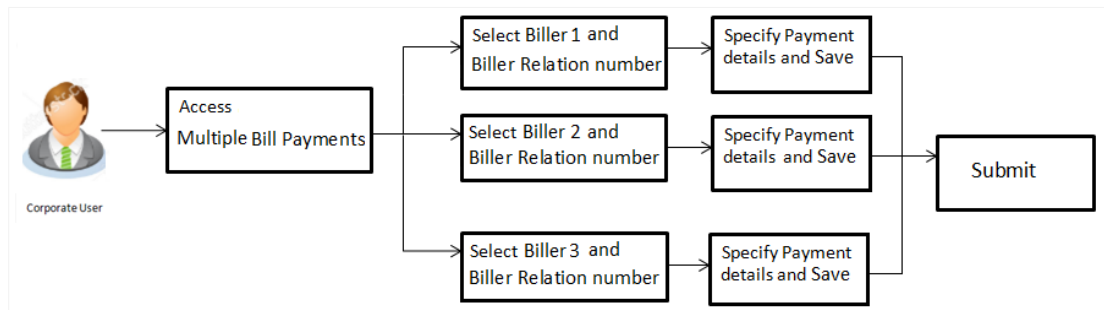 Corporate User
Access
Multiple Bill Payments
Select Biller 1 and
Biller Relation number
Specify Payment
details and Save
Select Biller 2 and
Biller Relation number
Specify Payment
details and Save
Select Biller 3 and
Biller Relation number
Specify Payment
details and Save
Submit